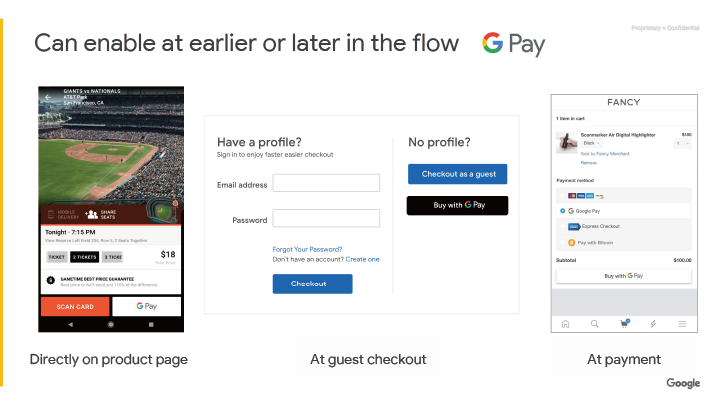 Proprietary + Confidential
Can enable at earlier or later in the flow G Pay
GIANTS vs NATIONALS
AT&T Park
San Francisco, CA
MOBILE DELIVERY
SHARE SEATS
Tonight - 7:15 PM
View Reserve Left Field 334, Row 5, 2 Seats Together
TICKET 2 TICKETS 3 TICKE $18
Total Price
GAMETIME BEST PRICE GUARANTEE
SCAN CARD G Pay
Directly on product page
Have a profile?
Sign in to enjoy faster easier checkout
Email address
Password
Forgot Your Password?
Don't have an account? Create one
Checkout
No profile?
Checkout as a guest
Buy with G Pay
At guest checkout
FANCY
1 item in cart
Scanmarker Air Digital Highlighter $100
Black 1
Sold by Fancy Merchant
Remove
Payment method
Google Pay
Express Checkout
Pay with Bitcoin
Subtotal $100.00
Buy with G Pay
At payment
Google